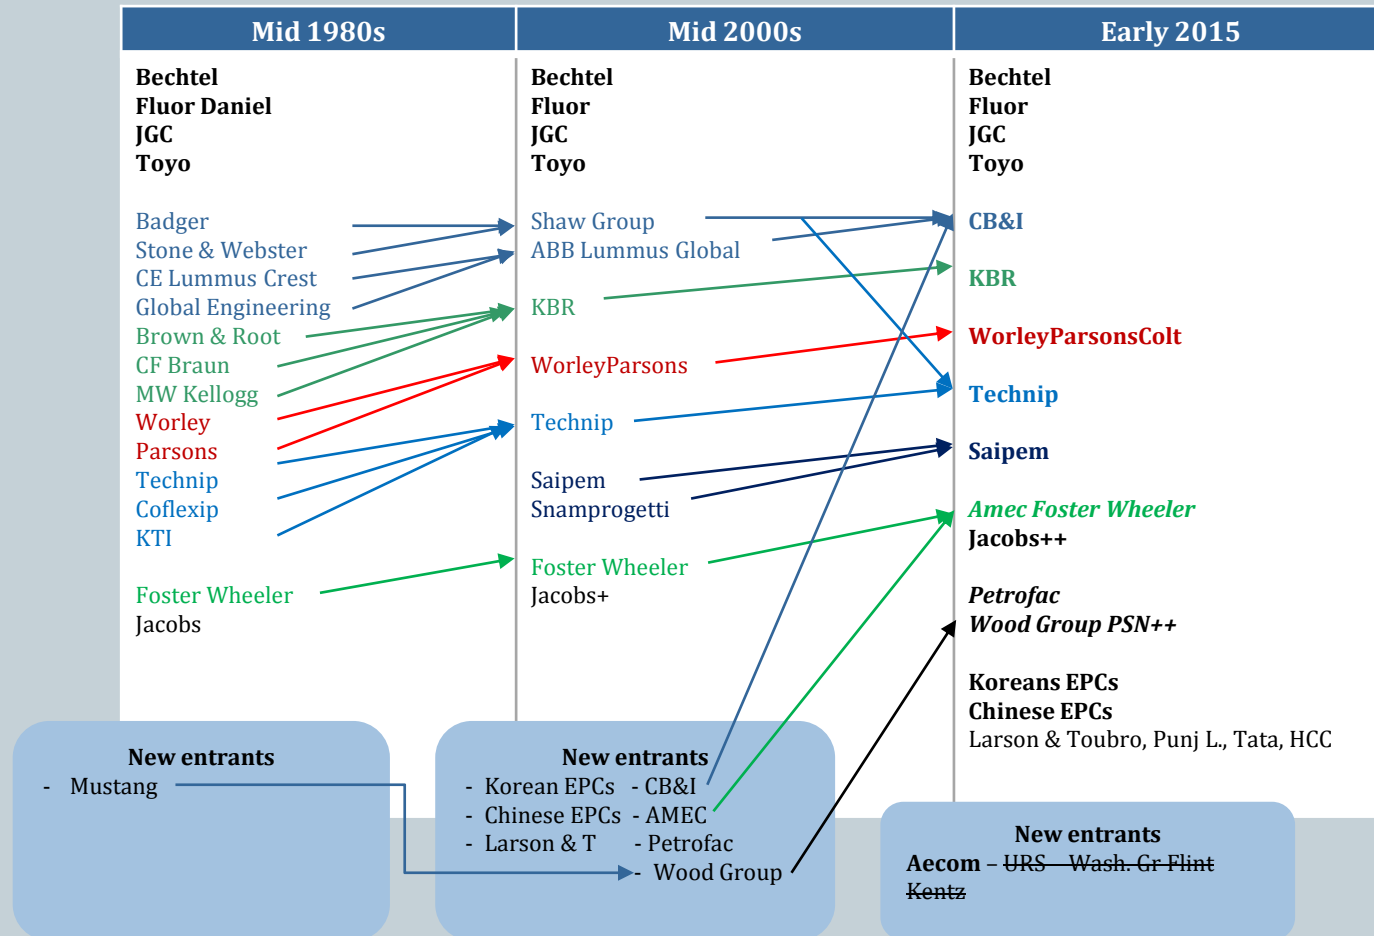 Mid 1980s
Mid 2000s
Early 2015
Bechtel
Fluor Daniel
JGC
Toyo
Badger
Stone & Webster
CE Lummus Crest
Global Engineering
Brown & Root
CF Braun
MW Kellogg
Worley
Parsons
Technip
Coflexip
KTI
Foster Wheeler
Jacobs
New entrants
- Mustang
Bechtel
Fluor
JGC
Toyo
Shaw Group
ABB Lummus Global
KBR
WorleyParsons
Technip
Saipem
Snamprogetti
Foster Wheeler
Jacobs+
New entrants
- Korean EPCs - CB&I
- Chinese EPCs - AMEC
- Larson & T - Petrofac
- Wood Group
Bechtel
Fluor
JGC
Toyo
CB&I
KBR
WorleyParsonsColt
Technip
Saipem
Amec Foster Wheeler
Jacobs++
Petrofac
Wood Group PSN++
Koreans EPCs
Chinese EPCs
Larson & Toubro, Punj L., Tata, HCC
New entrants
Aecom – URS – Wash. Gr Flint
Kentz